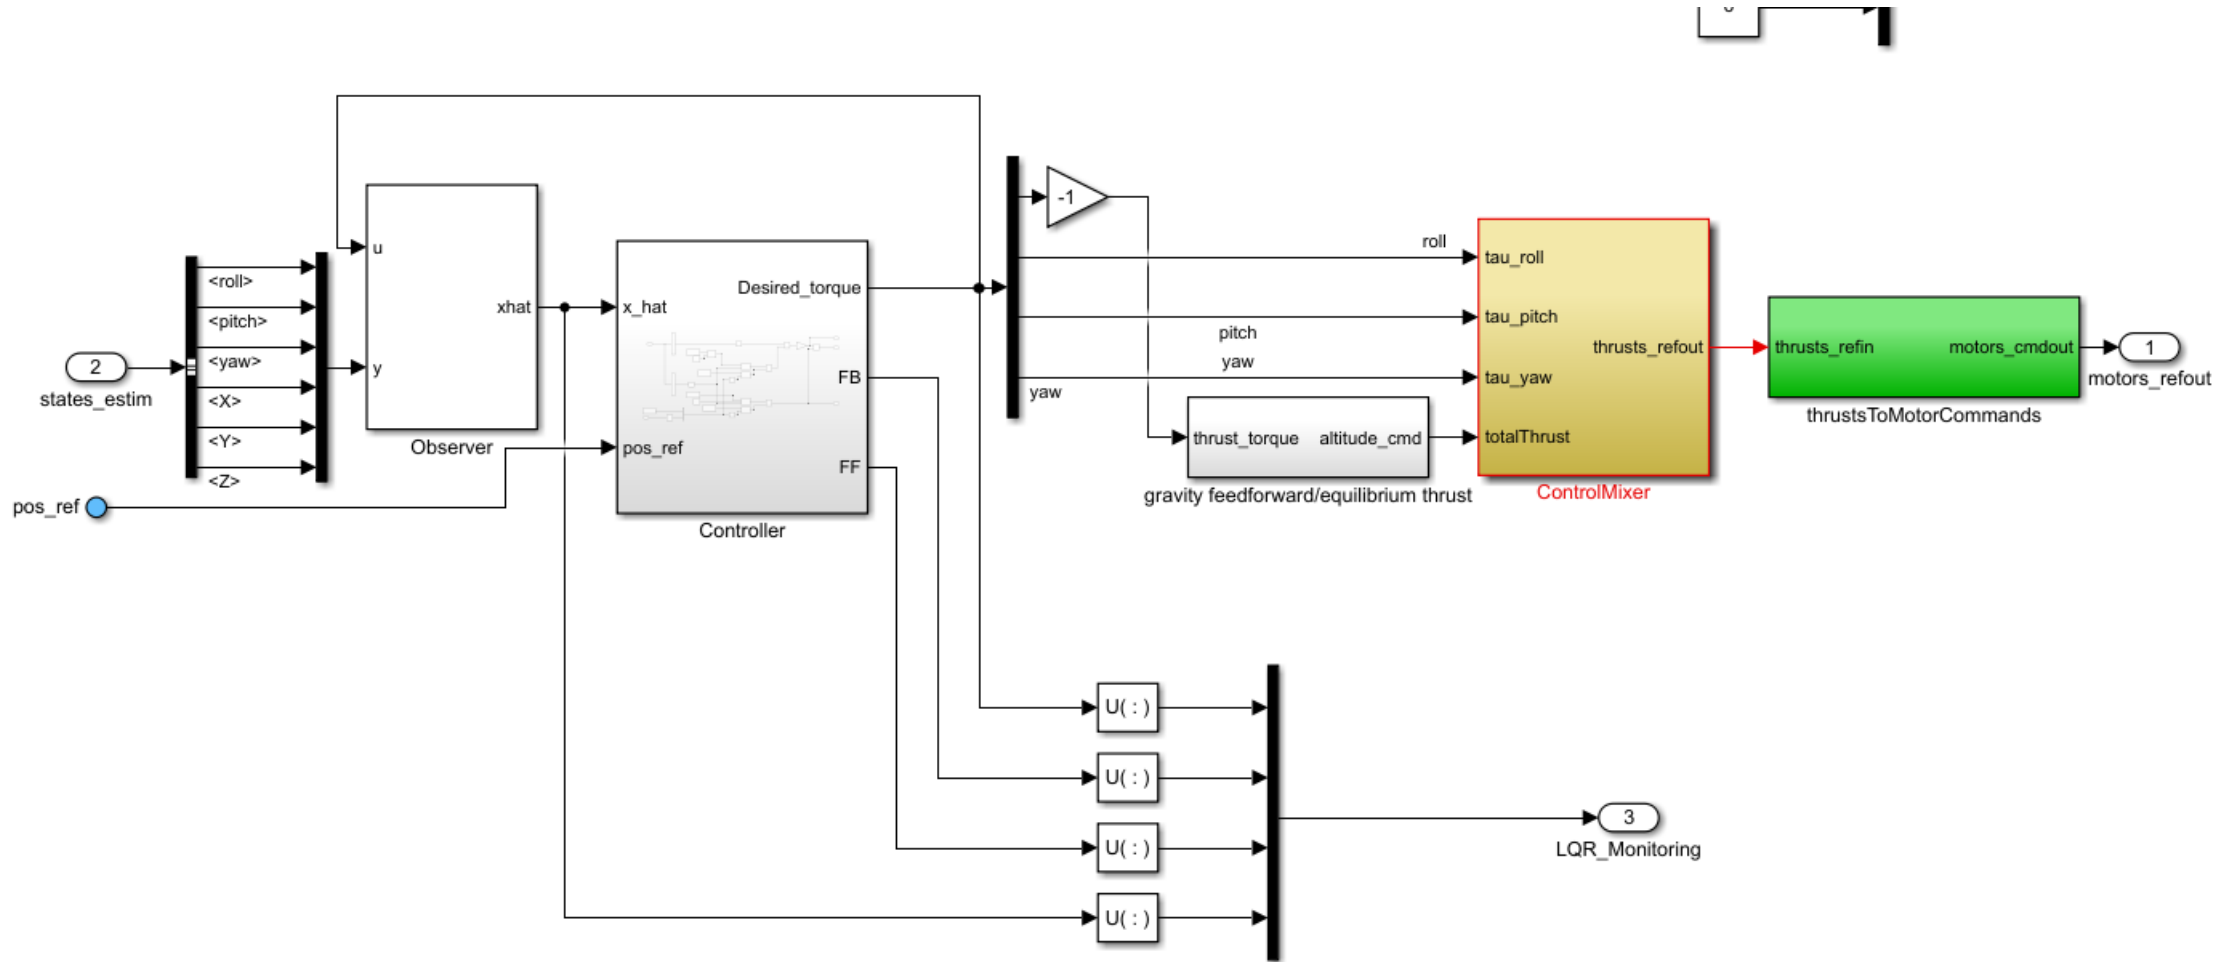 u
y
xhat
Observer
<roll>
<pitch>
<yaw>
<X>
<Y>
<Z>
2
states_estim
pos_ref
x_hat
pos_ref
Desired_torque
FB
FF
Controller
-1
roll
pitch
yaw
yaw
thrust_torque altitude_cmd
gravity feedforward/equilibrium thrust
tau_roll
tau_pitch
tau_yaw
totalThrust
thrusts_refout
ControlMixer
thrusts_refin motors_cmdout
thrustsToMotorCommands
1
motors_refout
U( : )
U( : )
U( : )
U( : )
3
LQR_Monitoring